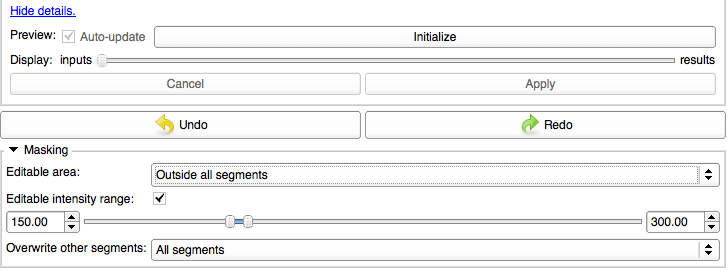 Hide details.
Preview: Auto-update Initialize
Display: inputs results
Cancel Apply
Undo Redo
Masking
Editable area: Outside all segments
Editable intensity range:
150.00 300.00
Overwrite other segments: All segments